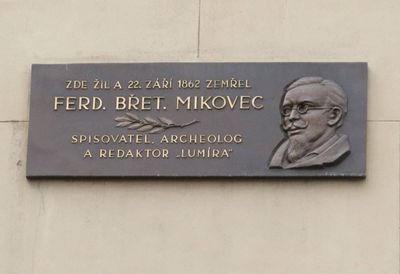 ZDE ŽIL A 22. ZÁŘÍ 1862 ZEMŘEL
FERD. BŘET. MIKOVEC
SPISOVATEL, ARCHEOLOG
A REDAKTOR „LUMÍRA“